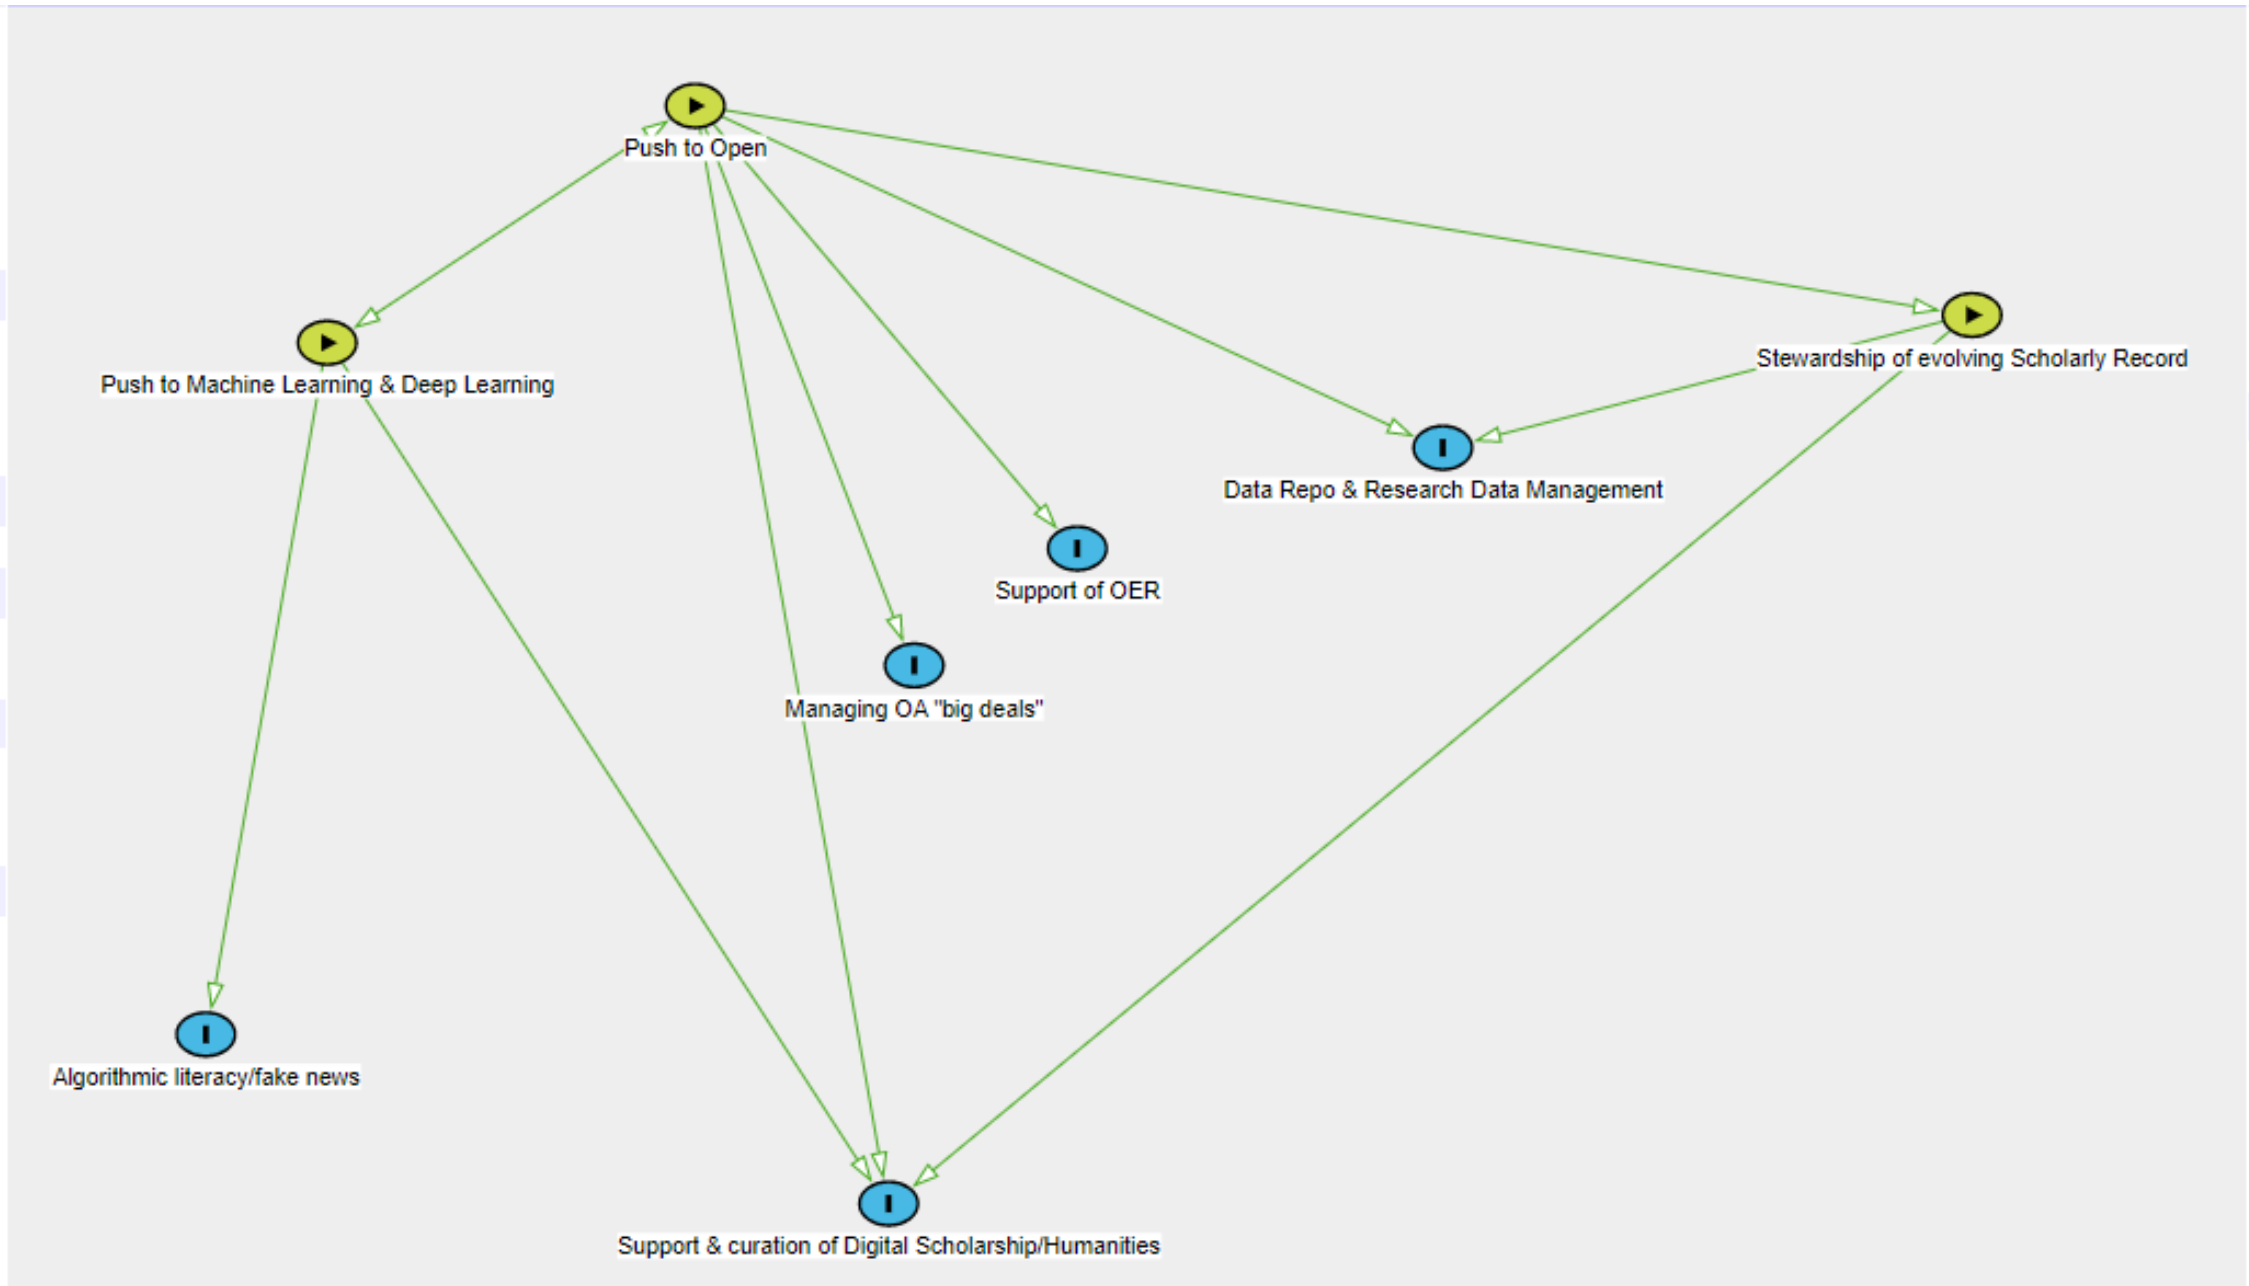 Push to Open
Push to Machine Learning & Deep Learning
Stewardship of evolving Scholarly Record
Data Repo & Research Data Management
Support of OER
Managing OA "big deals"
Algorithmic literacy/fake news
Support & curation of Digital Scholarship/Humanities